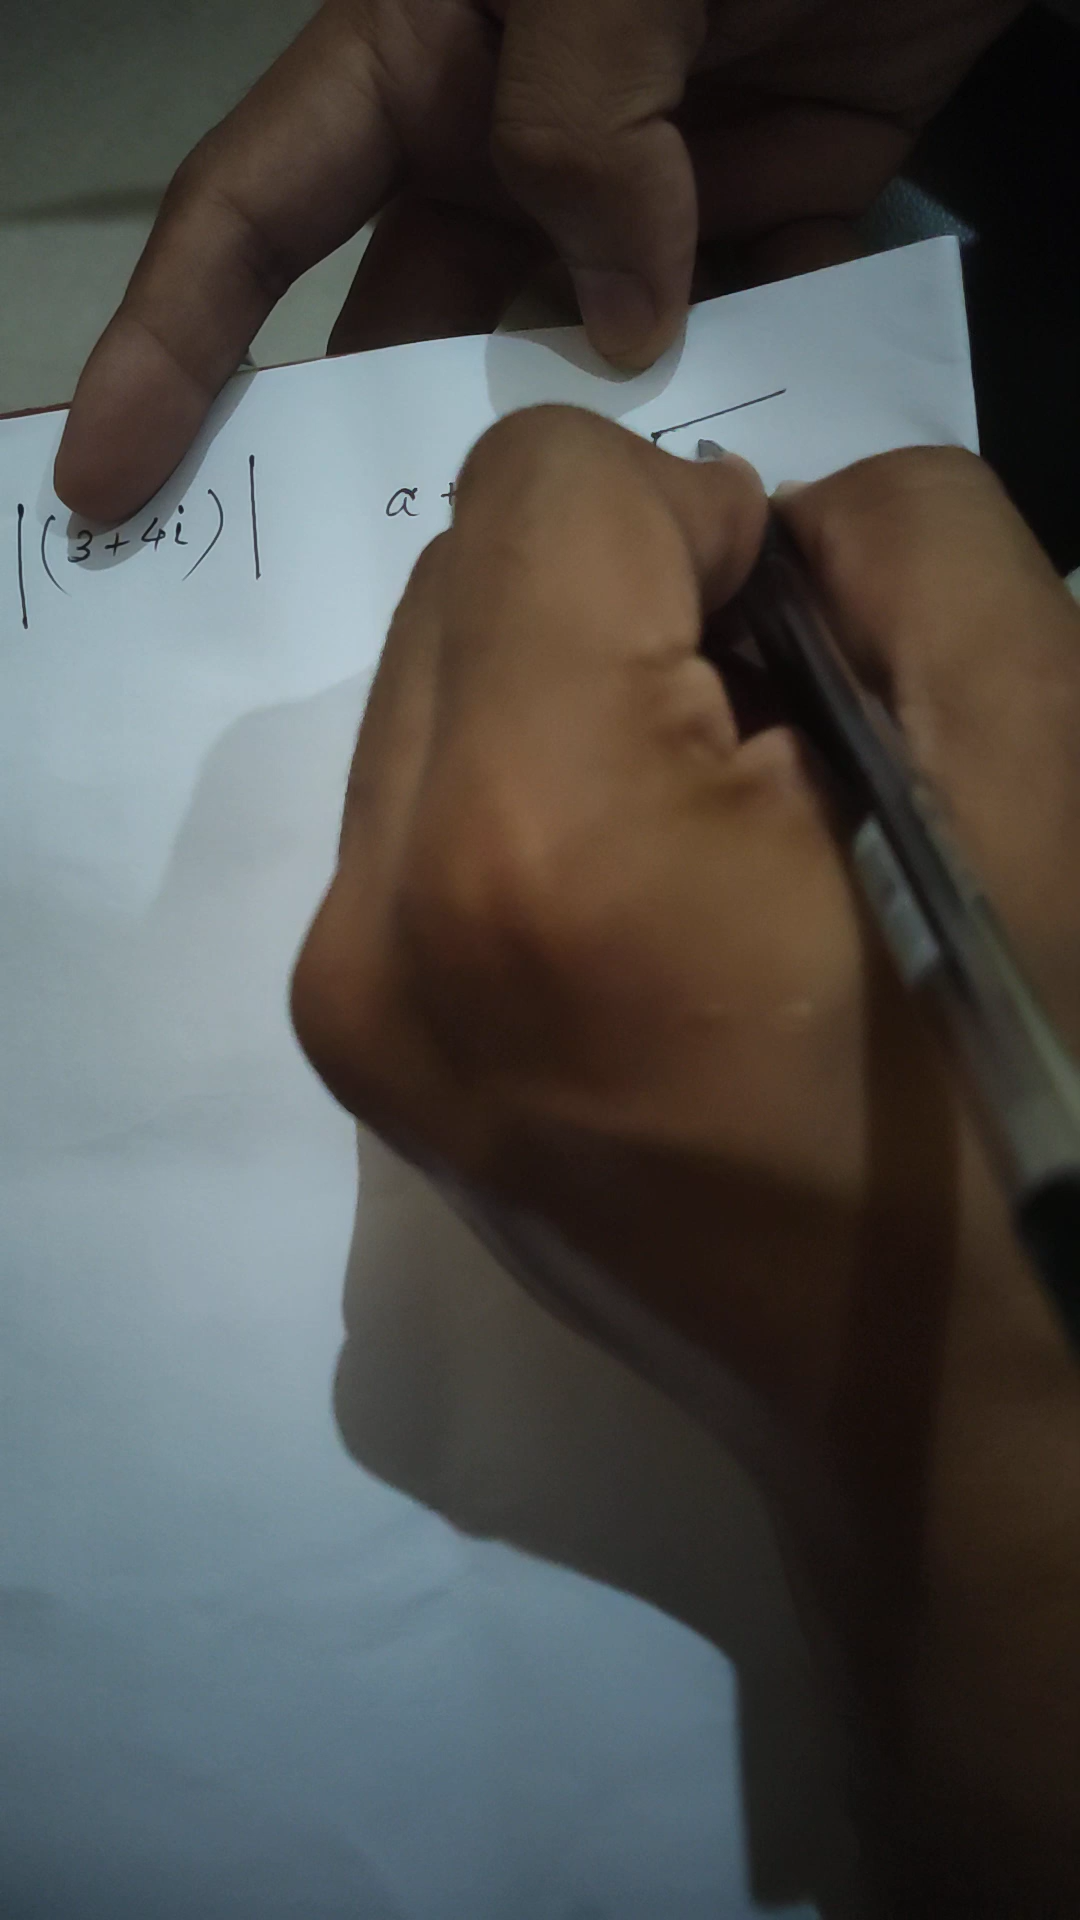 |(3+4i)| a + √